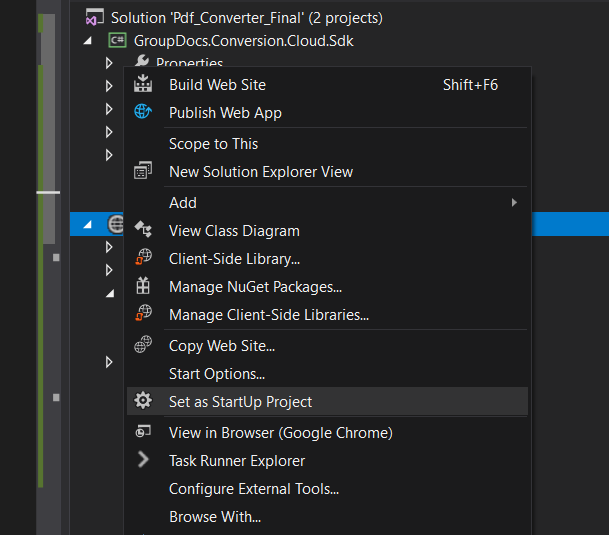 Solution 'Pdf_Converter_Final' (2 projects)
C# GroupDocs.Conversion.Cloud.Sdk
Properties
Build Web Site Shift+F6
Publish Web App
Scope to This
New Solution Explorer View
Add
View Class Diagram
Client-Side Library...
Manage NuGet Packages...
Manage Client-Side Libraries...
Copy Web Site...
Start Options...
Set as StartUp Project
View in Browser (Google Chrome)
Task Runner Explorer
Configure External Tools...
Browse With...